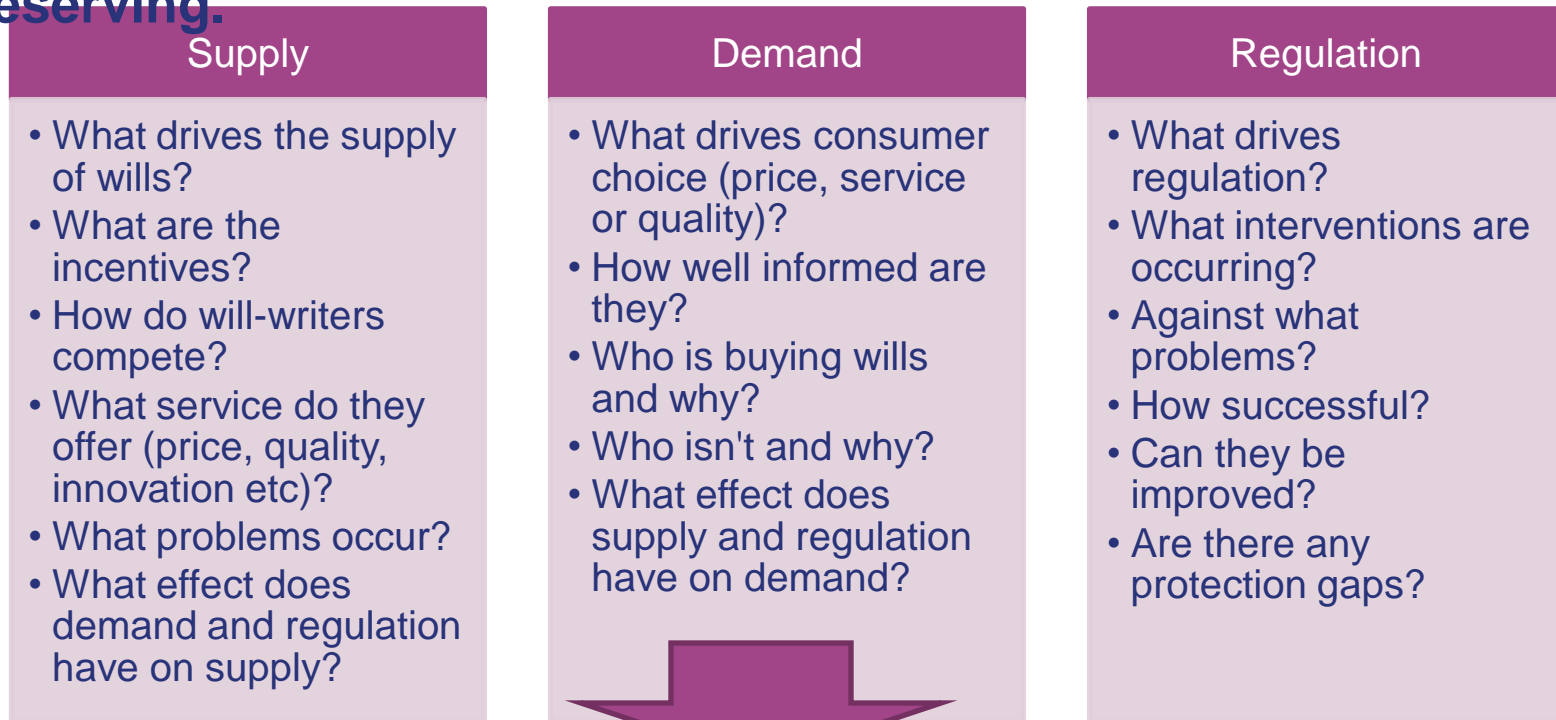 eserving.
Supply
• What drives the supply
of wills?
• What are the
incentives?
• How do will-writers
compete?
• What service do they
offer (price, quality,
innovation etc)?
• What problems occur?
• What effect does
demand and regulation
have on supply?
Demand
• What drives consumer
choice (price, service
or quality)?
• How well informed are
they?
• Who is buying wills
and why?
• Who isn't and why?
• What effect does
supply and regulation
have on demand?
Regulation
• What drives
regulation?
• What interventions are
occurring?
• Against what
problems?
• How successful?
• Can they be
improved?
• Are there any
protection gaps?